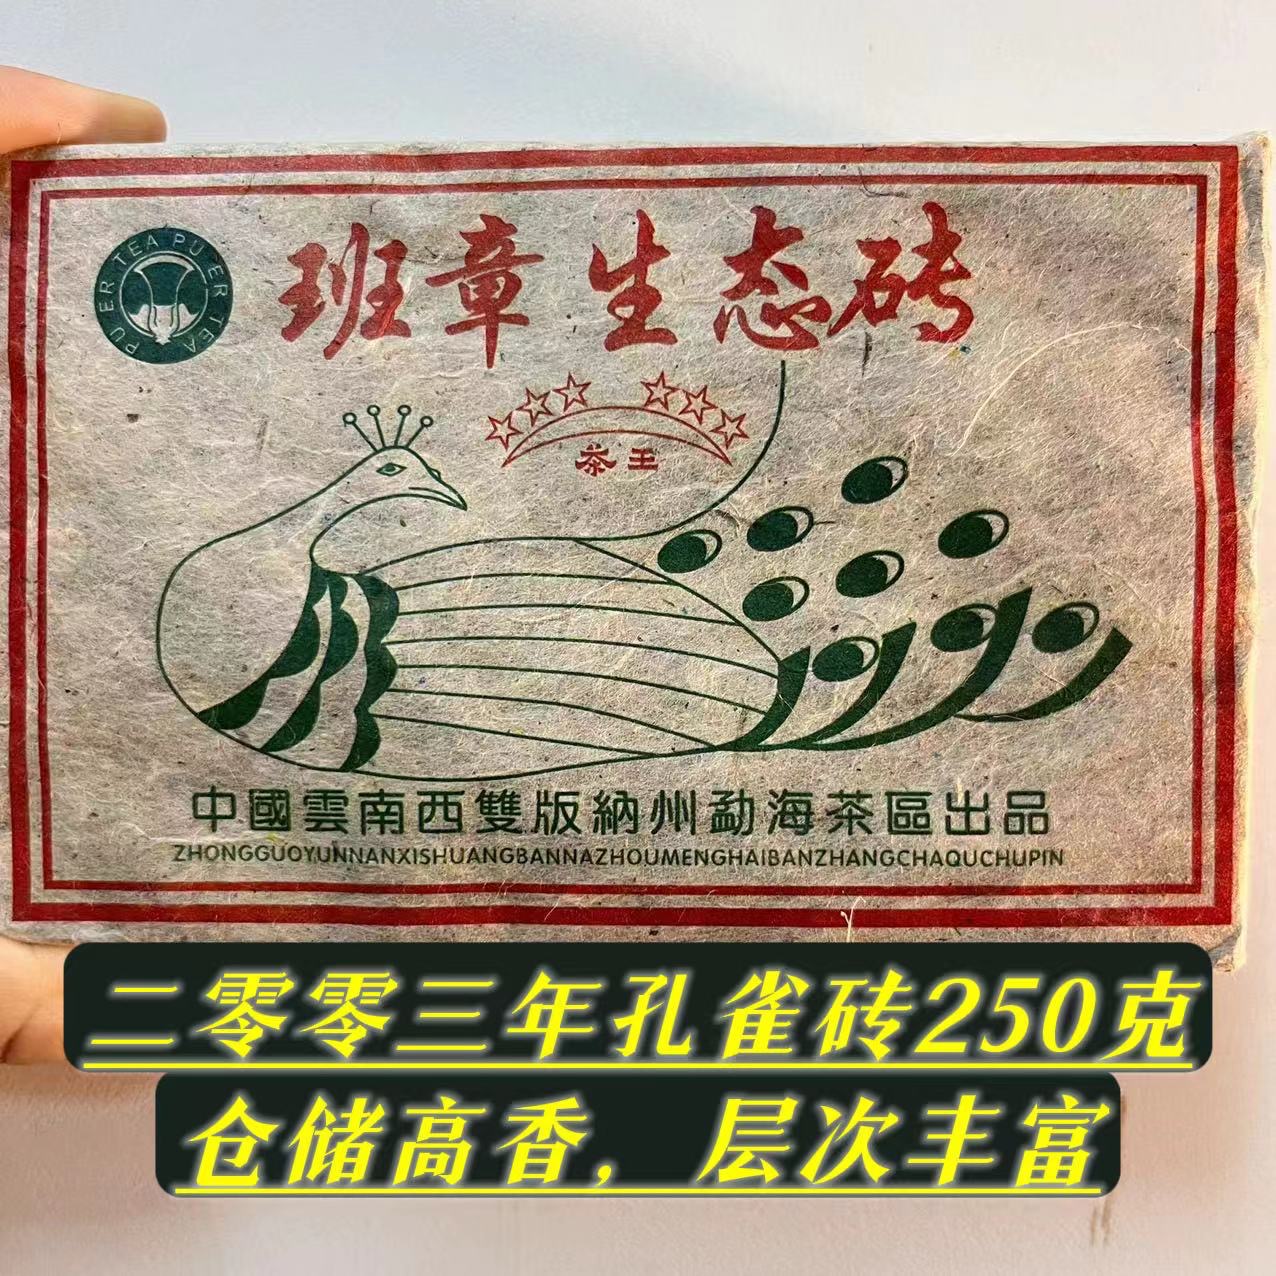 PU ER TEA PU ER TEA
班章生态砖
茶王
中國雲南西雙版納州勐海茶區出品
ZHONGGUOYUNNANXISHUANGBANNAZHOUMENGHAIBANZHANGCHAQUCHUPIN
二零零三年孔雀砖250克
仓储高香，层次丰富